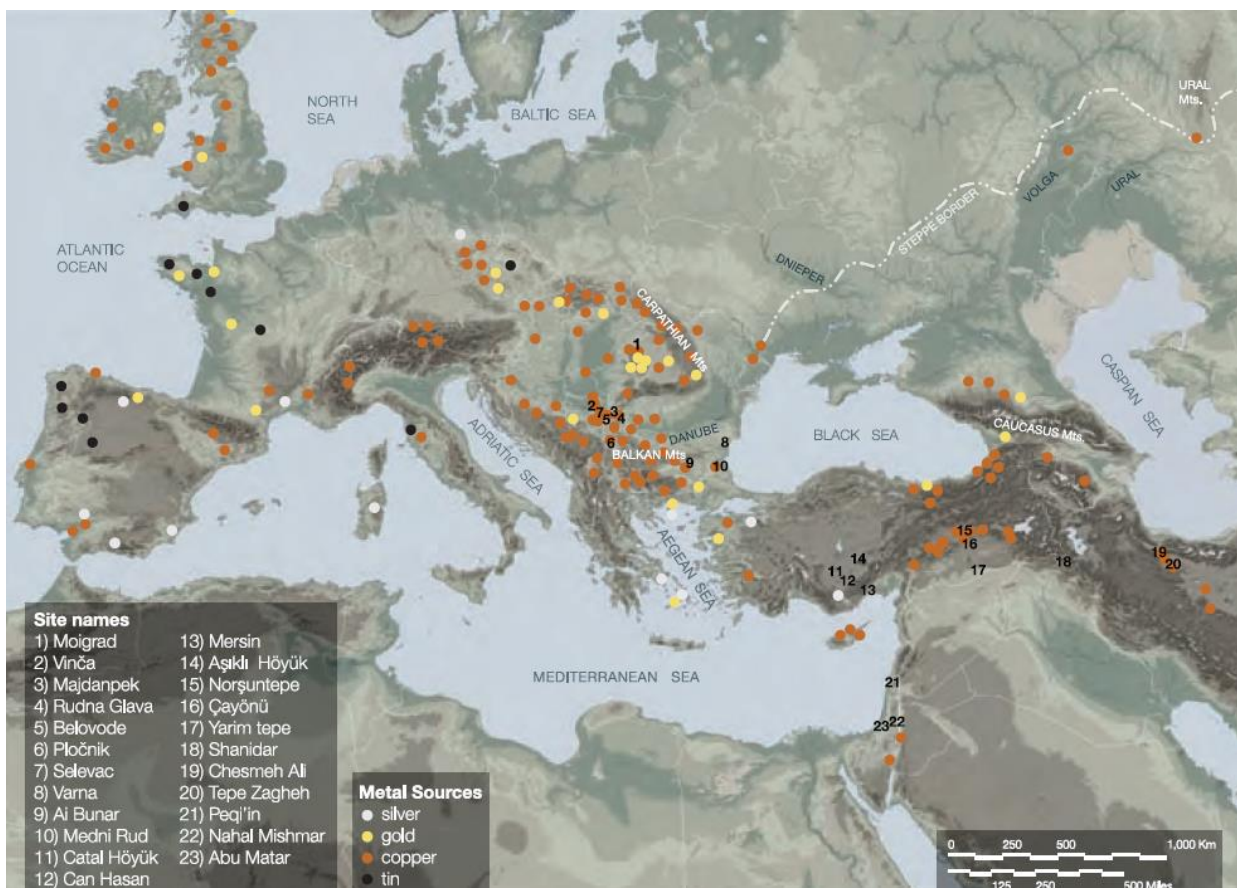 URAL
Mts.
NORTH
SEA
BALTIC SEA
VOLGA
URAL
STEPPE BORDER
ATLANTIC
OCEAN
DNIEPER
CARPATHIAN Mts
1
CASPIAN SEA
2
7
3
5
4
6
DANUBE
8
BLACK SEA
CAUCASUS Mts.
BALKAN Mts
9
10
ADRIATIC SEA
AEGEAN SEA
15
16
14
11
12
13
17
18
19
20
MEDITERRANEAN SEA
21
23
22
Site names
1) Moigrad
2) Vinča
3) Majdanpek
4) Rudna Glava
5) Belovode
6) Pločnik
7) Selevac
8) Varna
9) Ai Bunar
10) Medni Rud
11) Catal Höyük
12) Can Hasan
13) Mersin
14) Aşıklı Höyük
15) Norşuntepe
16) Çayönü
17) Yarim tepe
18) Shanidar
19) Chesmeh Ali
20) Tepe Zagheh
21) Peqi'in
22) Nahal Mishmar
23) Abu Matar
Metal Sources
silver
gold
copper
tin
0 250 500 1,000 Km
125 250 500 Miles